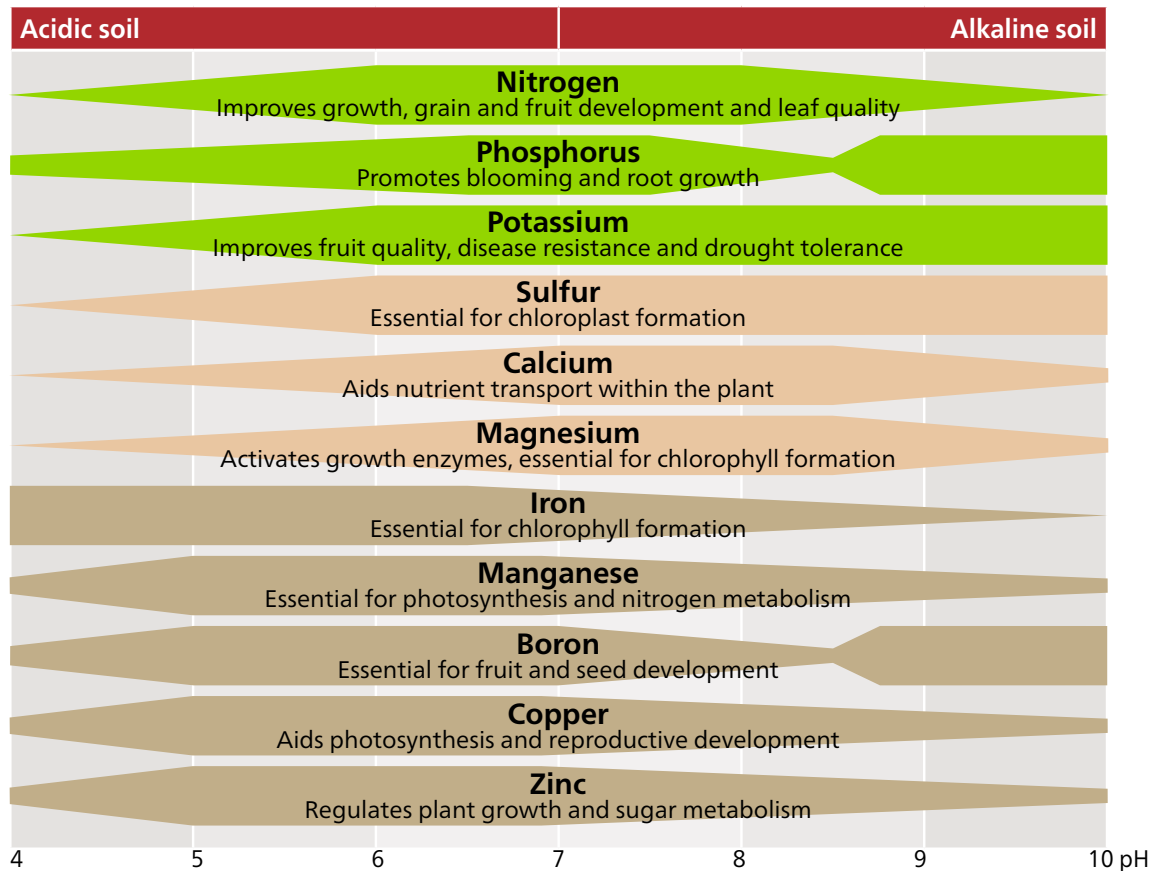 Acidic soil
Alkaline soil
Nitrogen
Improves growth, grain and fruit development and leaf quality
Phosphorus
Promotes blooming and root growth
Potassium
Improves fruit quality, disease resistance and drought tolerance
Sulfur
Essential for chloroplast formation
Calcium
Aids nutrient transport within the plant
Magnesium
Activates growth enzymes, essential for chlorophyll formation
Iron
Essential for chlorophyll formation
Manganese
Essential for photosynthesis and nitrogen metabolism
Boron
Essential for fruit and seed development
Copper
Aids photosynthesis and reproductive development
Zinc
Regulates plant growth and sugar metabolism
4 5 6 7 8 9 10 pH